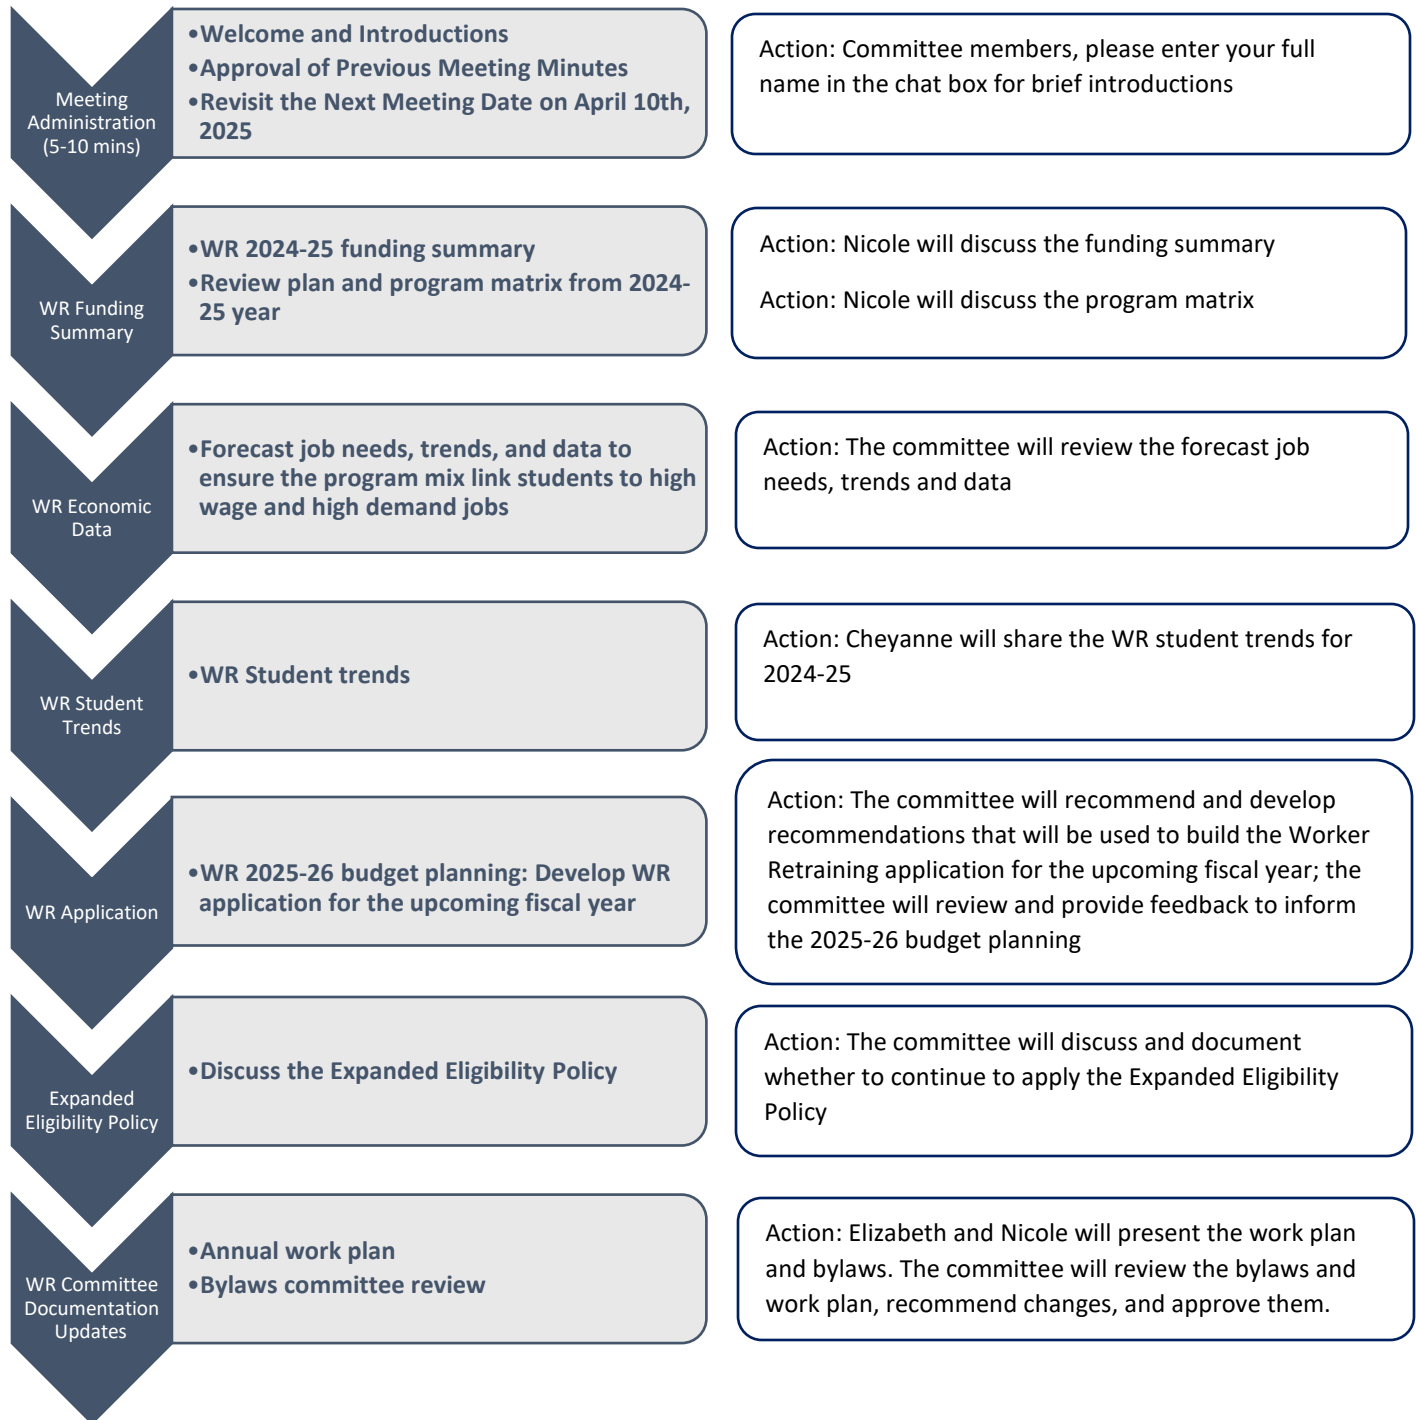 Meeting
Administration
(5-10 mins)
•Welcome and Introductions
•Approval of Previous Meeting Minutes
•Revisit the Next Meeting Date on April 10th,
2025
Action: Committee members, please enter your full
name in the chat box for brief introductions
WR Funding
Summary
•WR 2024-25 funding summary
•Review plan and program matrix from 2024-
25 year
Action: Nicole will discuss the funding summary
Action: Nicole will discuss the program matrix
WR Economic
Data
•Forecast job needs, trends, and data to
ensure the program mix link students to high
wage and high demand jobs
Action: The committee will review the forecast job
needs, trends and data
WR Student
Trends
•WR Student trends
Action: Cheyanne will share the WR student trends for
2024-25
WR Application
•WR 2025-26 budget planning: Develop WR
application for the upcoming fiscal year
Action: The committee will recommend and develop
recommendations that will be used to build the Worker
Retraining application for the upcoming fiscal year; the
committee will review and provide feedback to inform
the 2025-26 budget planning
Expanded
Eligibility Policy
•Discuss the Expanded Eligibility Policy
Action: The committee will discuss and document
whether to continue to apply the Expanded Eligibility
Policy
WR Committee
Documentation
Updates
•Annual work plan
•Bylaws committee review
Action: Elizabeth and Nicole will present the work plan
and bylaws. The committee will review the bylaws and
work plan, recommend changes, and approve them.